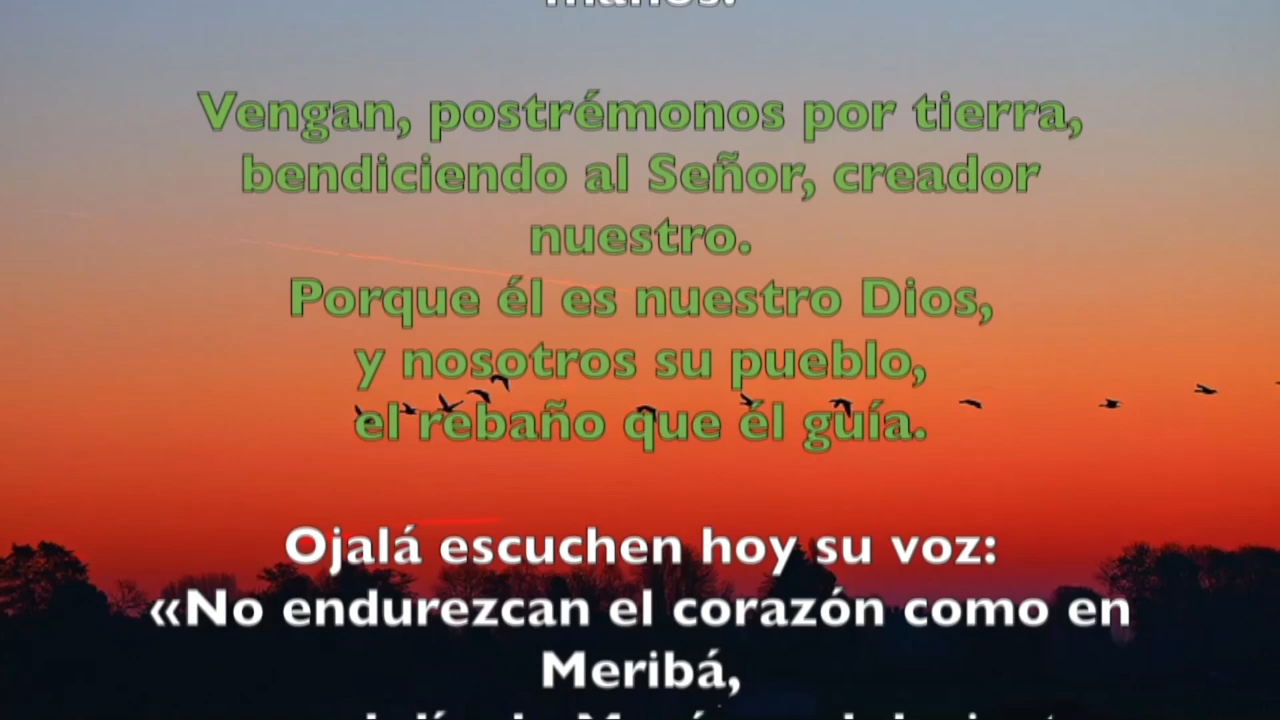 manos.
Vengan, postrémonos por tierra,
bendiciendo al Señor, creador
nuestro.
Porque él es nuestro Dios,
y nosotros su pueblo,
el rebaño que él guía.
Ojalá escuchen hoy su voz:
«No endurezcan el corazón como en
Meribá,